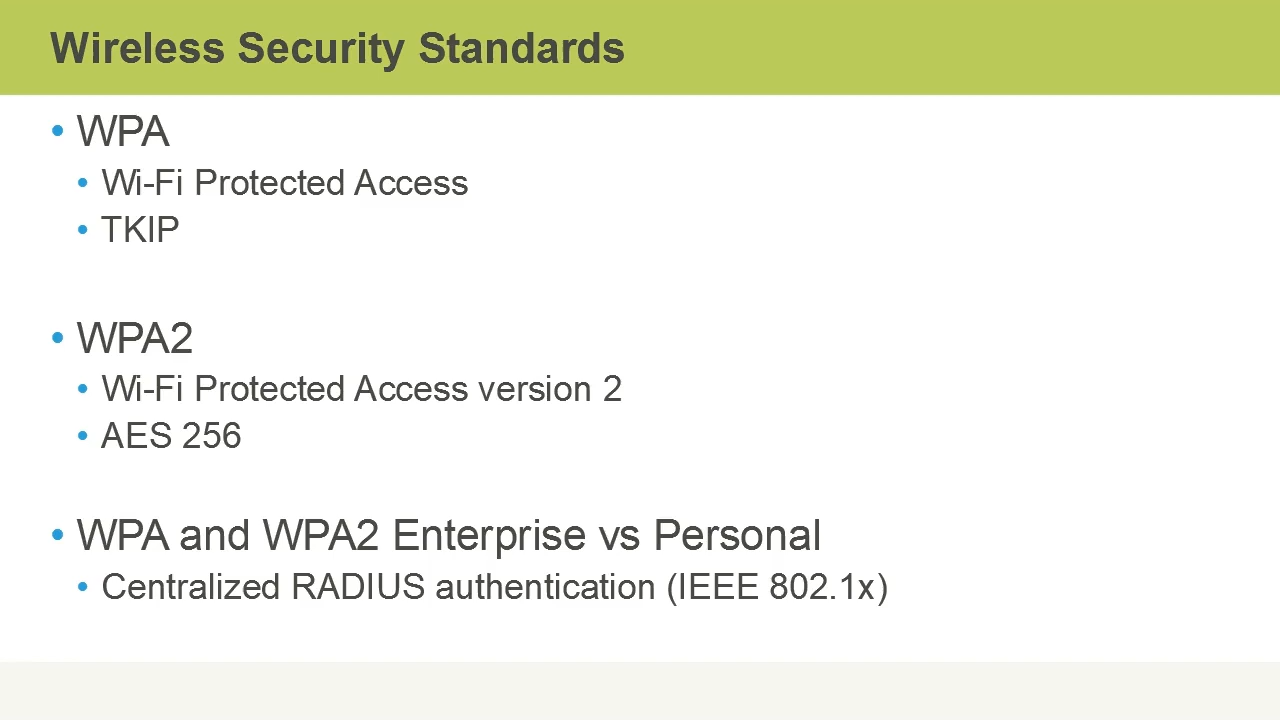 Wireless Security Standards
• WPA
• Wi-Fi Protected Access
• TKIP
• WPA2
• Wi-Fi Protected Access version 2
• AES 256
• WPA and WPA2 Enterprise vs Personal
• Centralized RADIUS authentication (IEEE 802.1x)